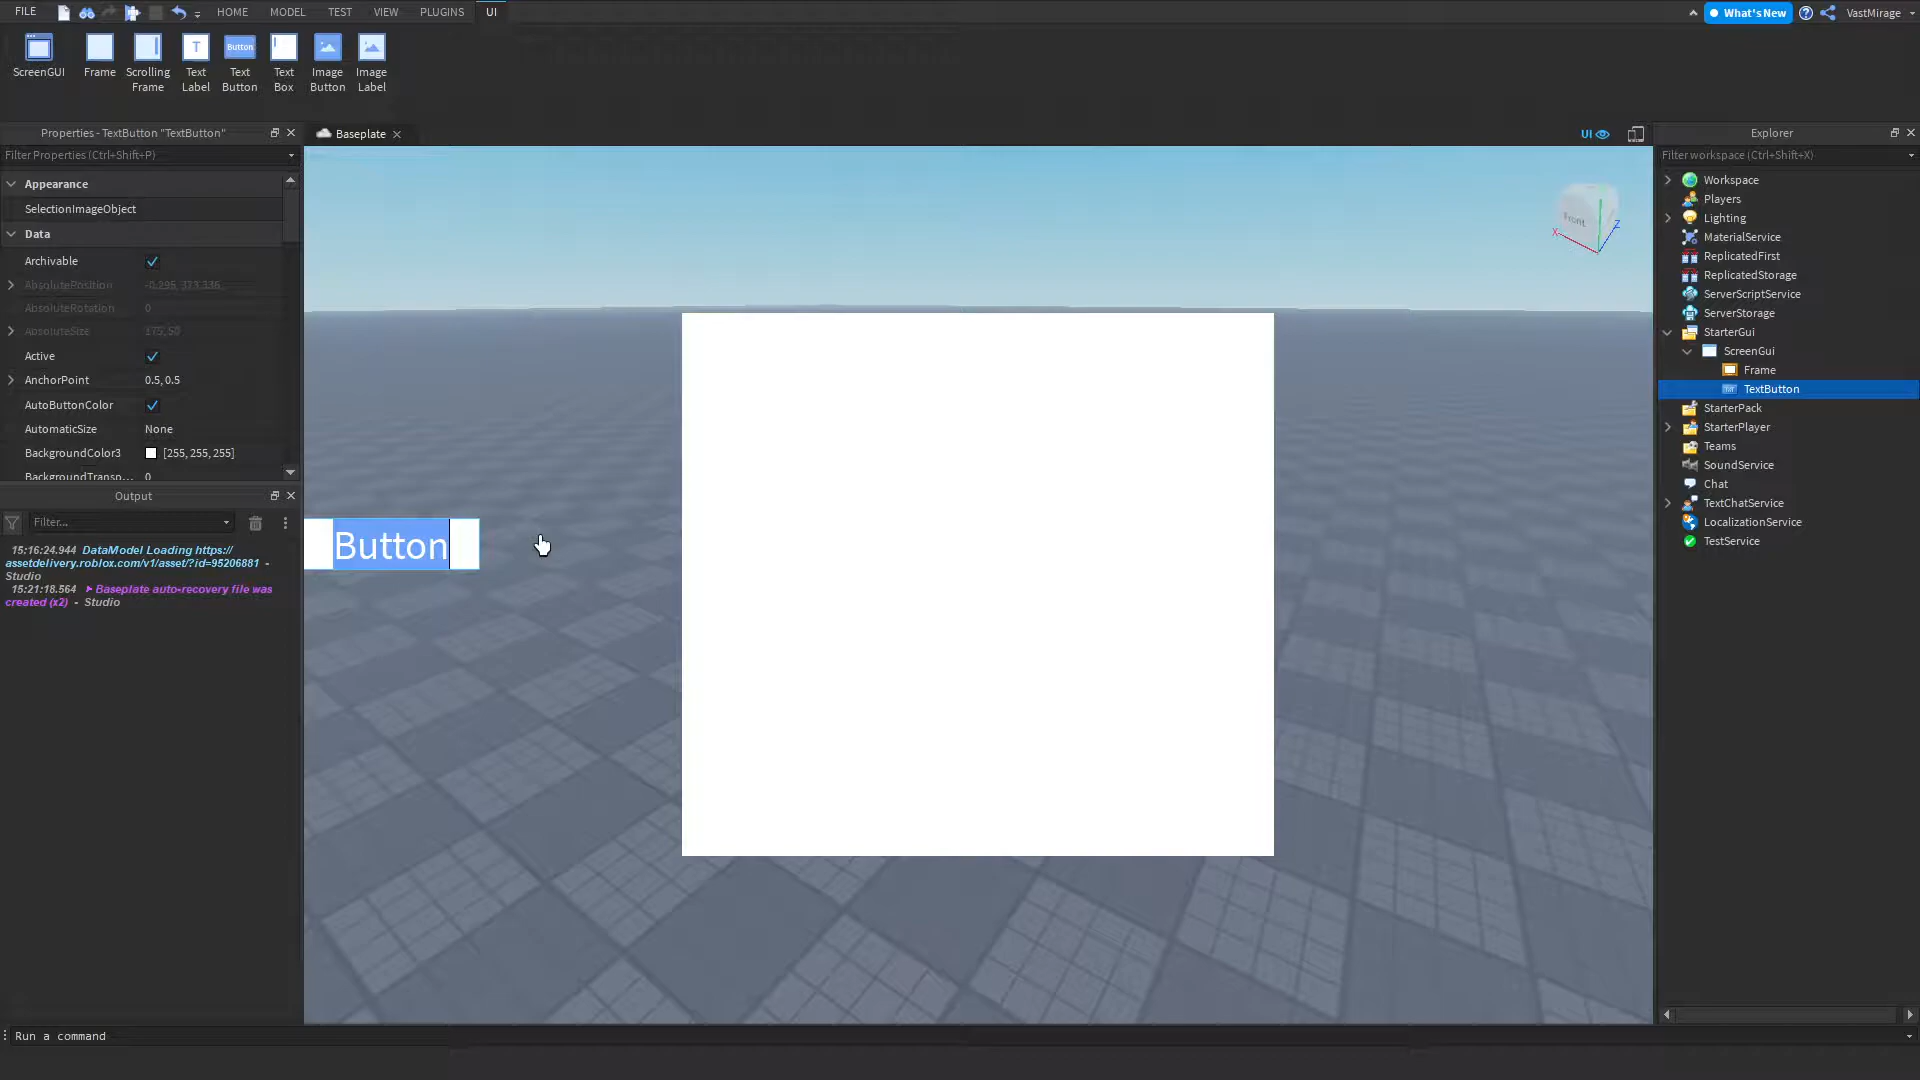 FILE
HOME
MODEL
TEST
VIEW
PLUGINS
UI
What's New
VastMirage
ScreenGUI
Frame
Scrolling
Frame
T
Text
Label
Button
Text
Button
Text
Box
Image
Button
Image
Label
Properties - TextButton "TextButton"
Filter Properties (Ctrl+Shift+P)
Appearance
SelectionImageObject
Data
Archivable
AbsolutePosition -0.295, 373.336
AbsoluteRotation 0
AbsoluteSize 175, 50
Active
AnchorPoint 0.5, 0.5
AutoButtonColor
AutomaticSize None
BackgroundColor3 [255, 255, 255]
BackgroundTransp... 0
Output
Filter...
15:16:24.944 DataModel Loading https://
assetdelivery.roblox.com/v1/asset/?id=95206881 -
Studio
15:21:18.564 Baseplate auto-recovery file was
created (x2) - Studio
Baseplate
UI
Front
X
Z
Button
Explorer
Filter workspace (Ctrl+Shift+X)
Workspace
Players
Lighting
MaterialService
ReplicatedFirst
ReplicatedStorage
ServerScriptService
ServerStorage
StarterGui
ScreenGui
Frame
TextButton
StarterPack
StarterPlayer
Teams
SoundService
Chat
TextChatService
LocalizationService
TestService
Run a command